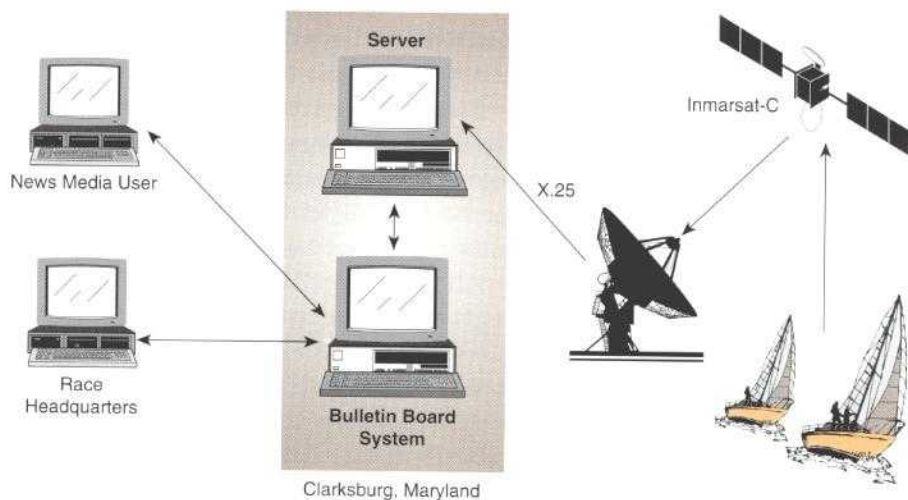 Server
Inmarsat-C
News Media User
X.25
Race
Headquarters
Bulletin Board
System
Clarksburg, Maryland